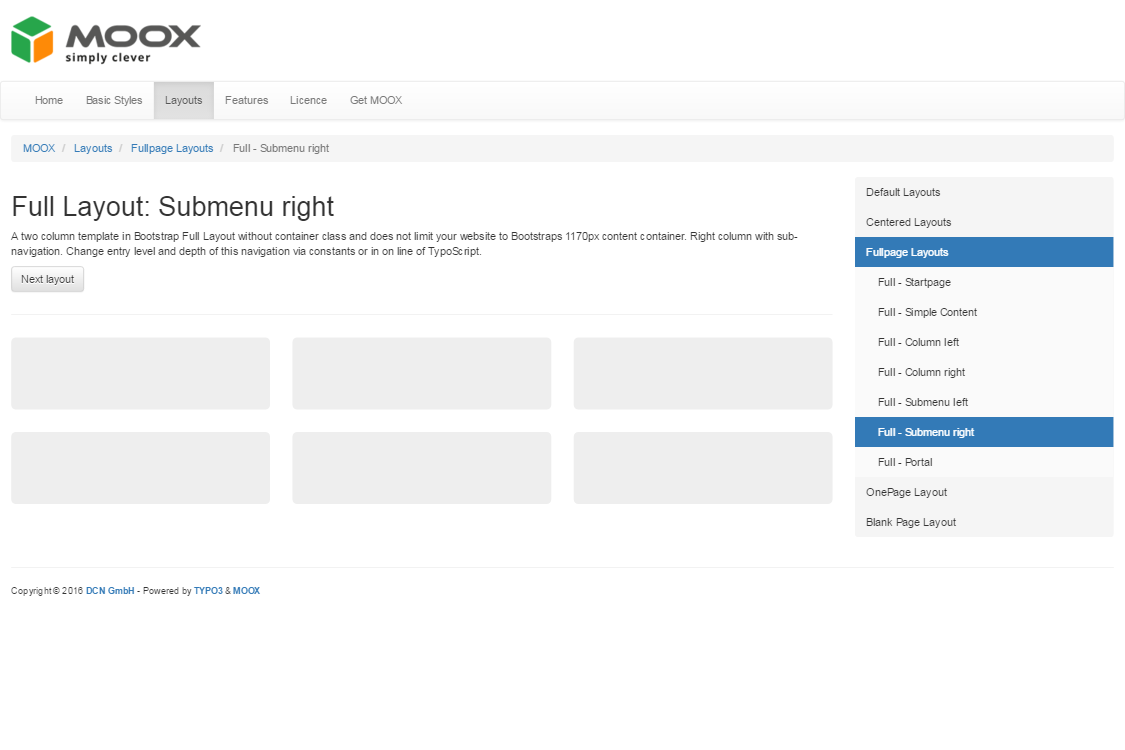 MOOX
simply clever
Home Basic Styles Layouts Features Licence Get MOOX
MOOX / Layouts / Fullpage Layouts / Full - Submenu right
Full Layout: Submenu right
A two column template in Bootstrap Full Layout without container class and does not limit your website to Bootstraps 1170px content container. Right column with sub-
navigation. Change entry level and depth of this navigation via constants or in on line of TypoScript.
Next layout
Default Layouts
Centered Layouts
Fullpage Layouts
Full - Startpage
Full - Simple Content
Full - Column left
Full - Column right
Full - Submenu left
Full - Submenu right
Full - Portal
OnePage Layout
Blank Page Layout
Copyright © 2016 DCN GmbH - Powered by TYPO3 & MOOX